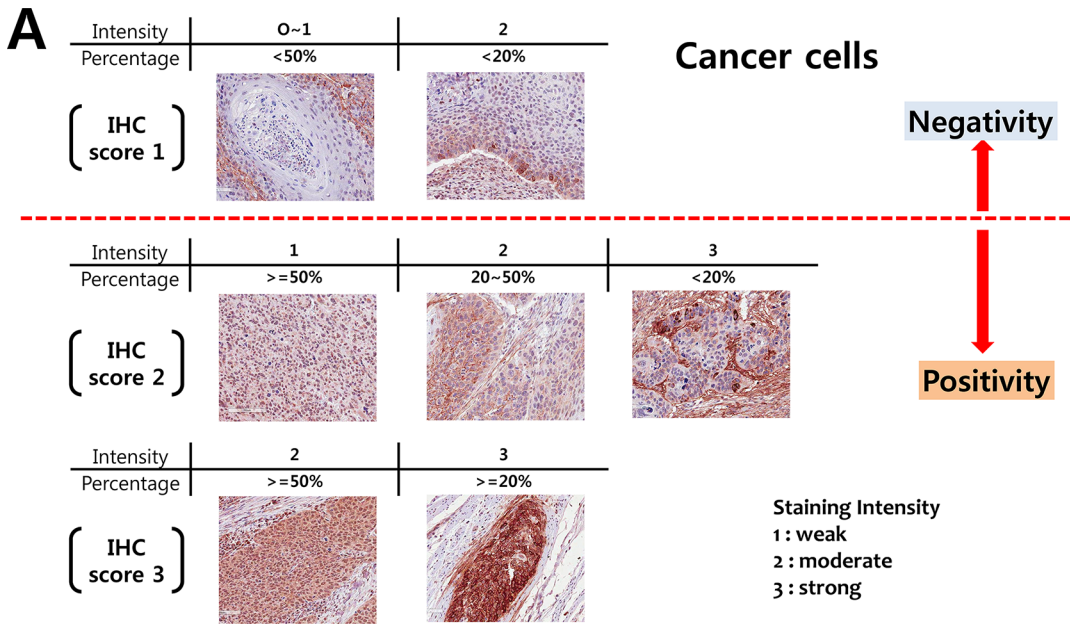 A
Intensity O~1 2
Percentage <50% <20%
Cancer cells
IHC
score 1
Negativity
Intensity 1 2 3
Percentage >=50% 20~50% <20%
IHC
score 2
Positivity
Intensity 2 3
Percentage >=50% >=20%
IHC
score 3
Staining Intensity
1 : weak
2 : moderate
3 : strong